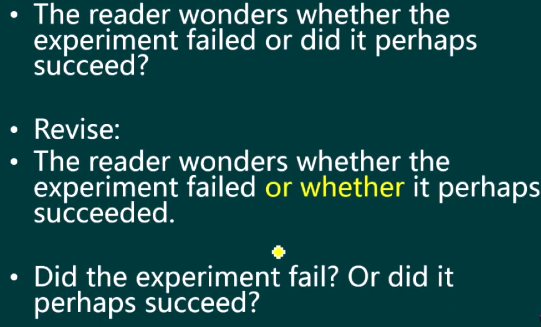 • The reader wonders whether the
experiment failed or did it perhaps
succeed?
• Revise:
• The reader wonders whether the
experiment failed or whether it perhaps
succeeded.
• Did the experiment fail? Or did it
perhaps succeed?